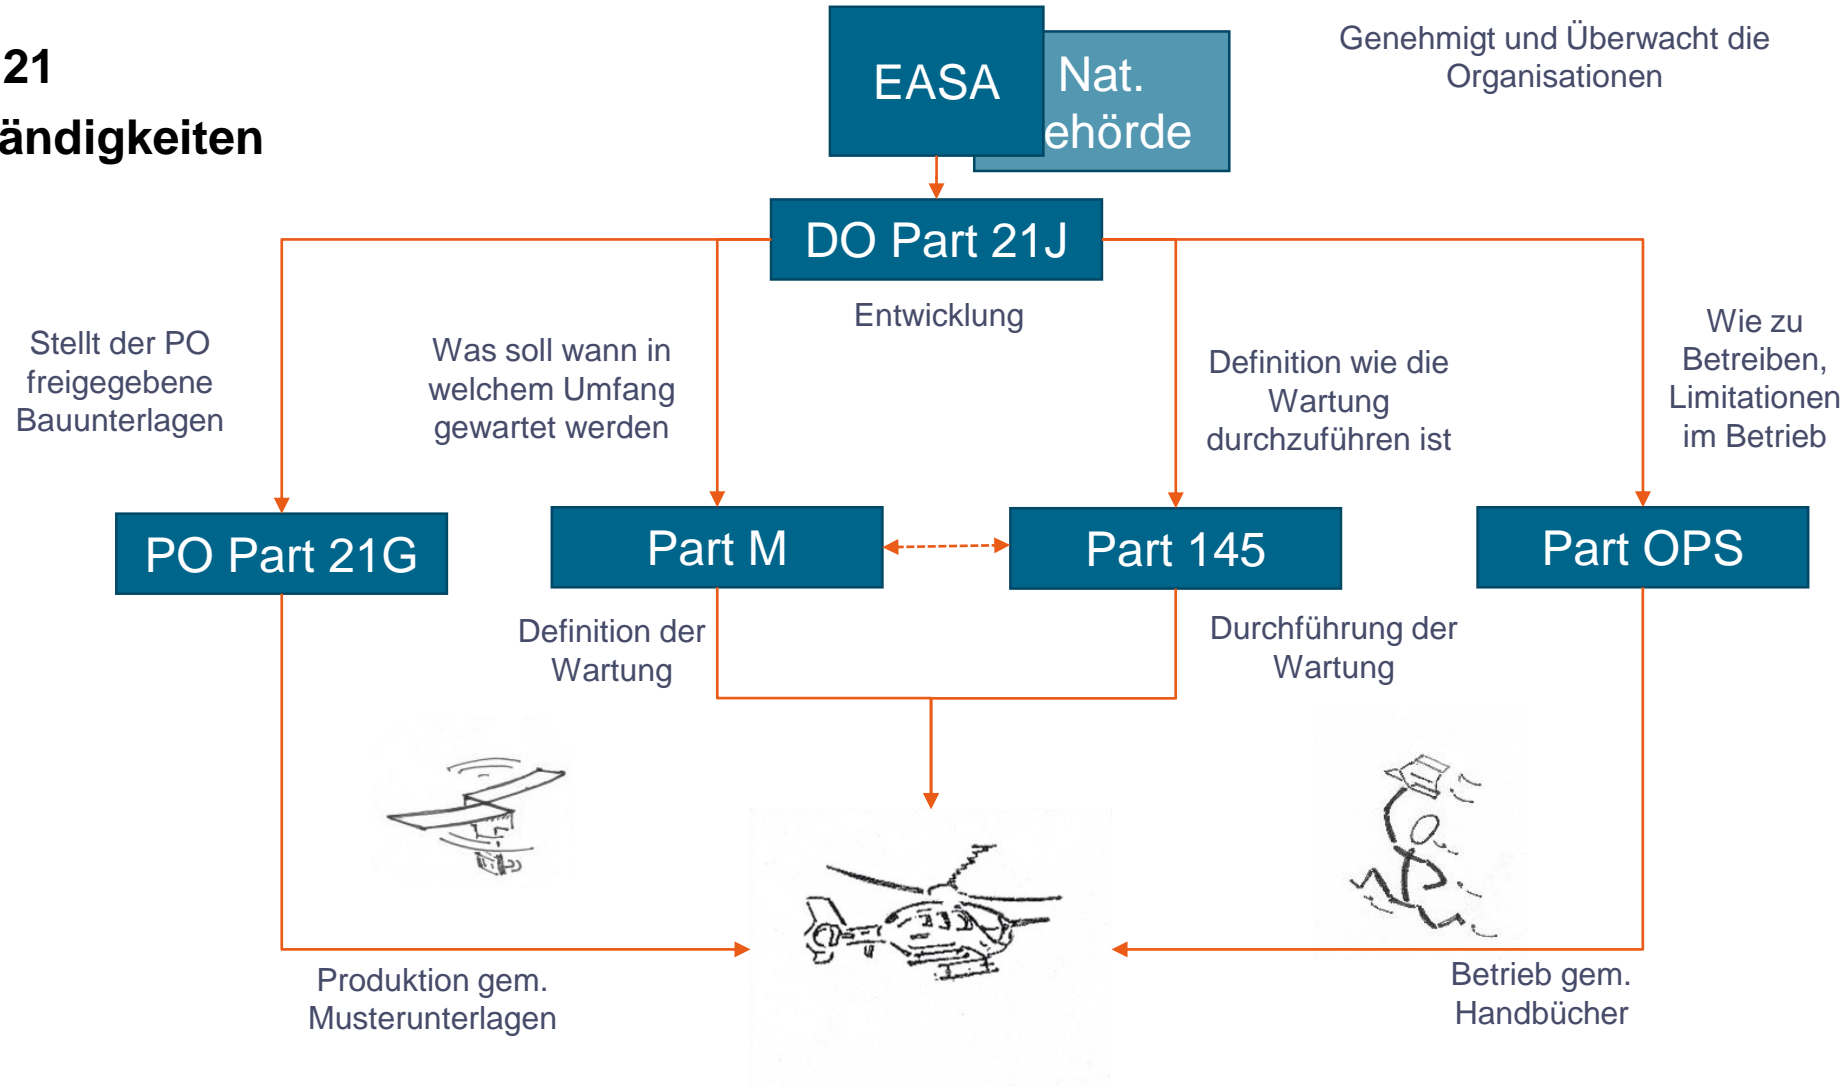 21
ändigkeiten
EASA
Nat.
ehörde
Genehmigt und Überwacht die
Organisationen
DO Part 21J
Entwicklung
Stellt der PO
freigegebene
Bauunterlagen
Was soll wann in
welchem Umfang
gewartet werden
Definition wie die
Wartung
durchzuführen ist
Wie zu
Betreiben,
Limitationen
im Betrieb
PO Part 21G
Part M
Part 145
Part OPS
Definition der
Wartung
Durchführung der
Wartung
Produktion gem.
Musterunterlagen
Betrieb gem.
Handbücher